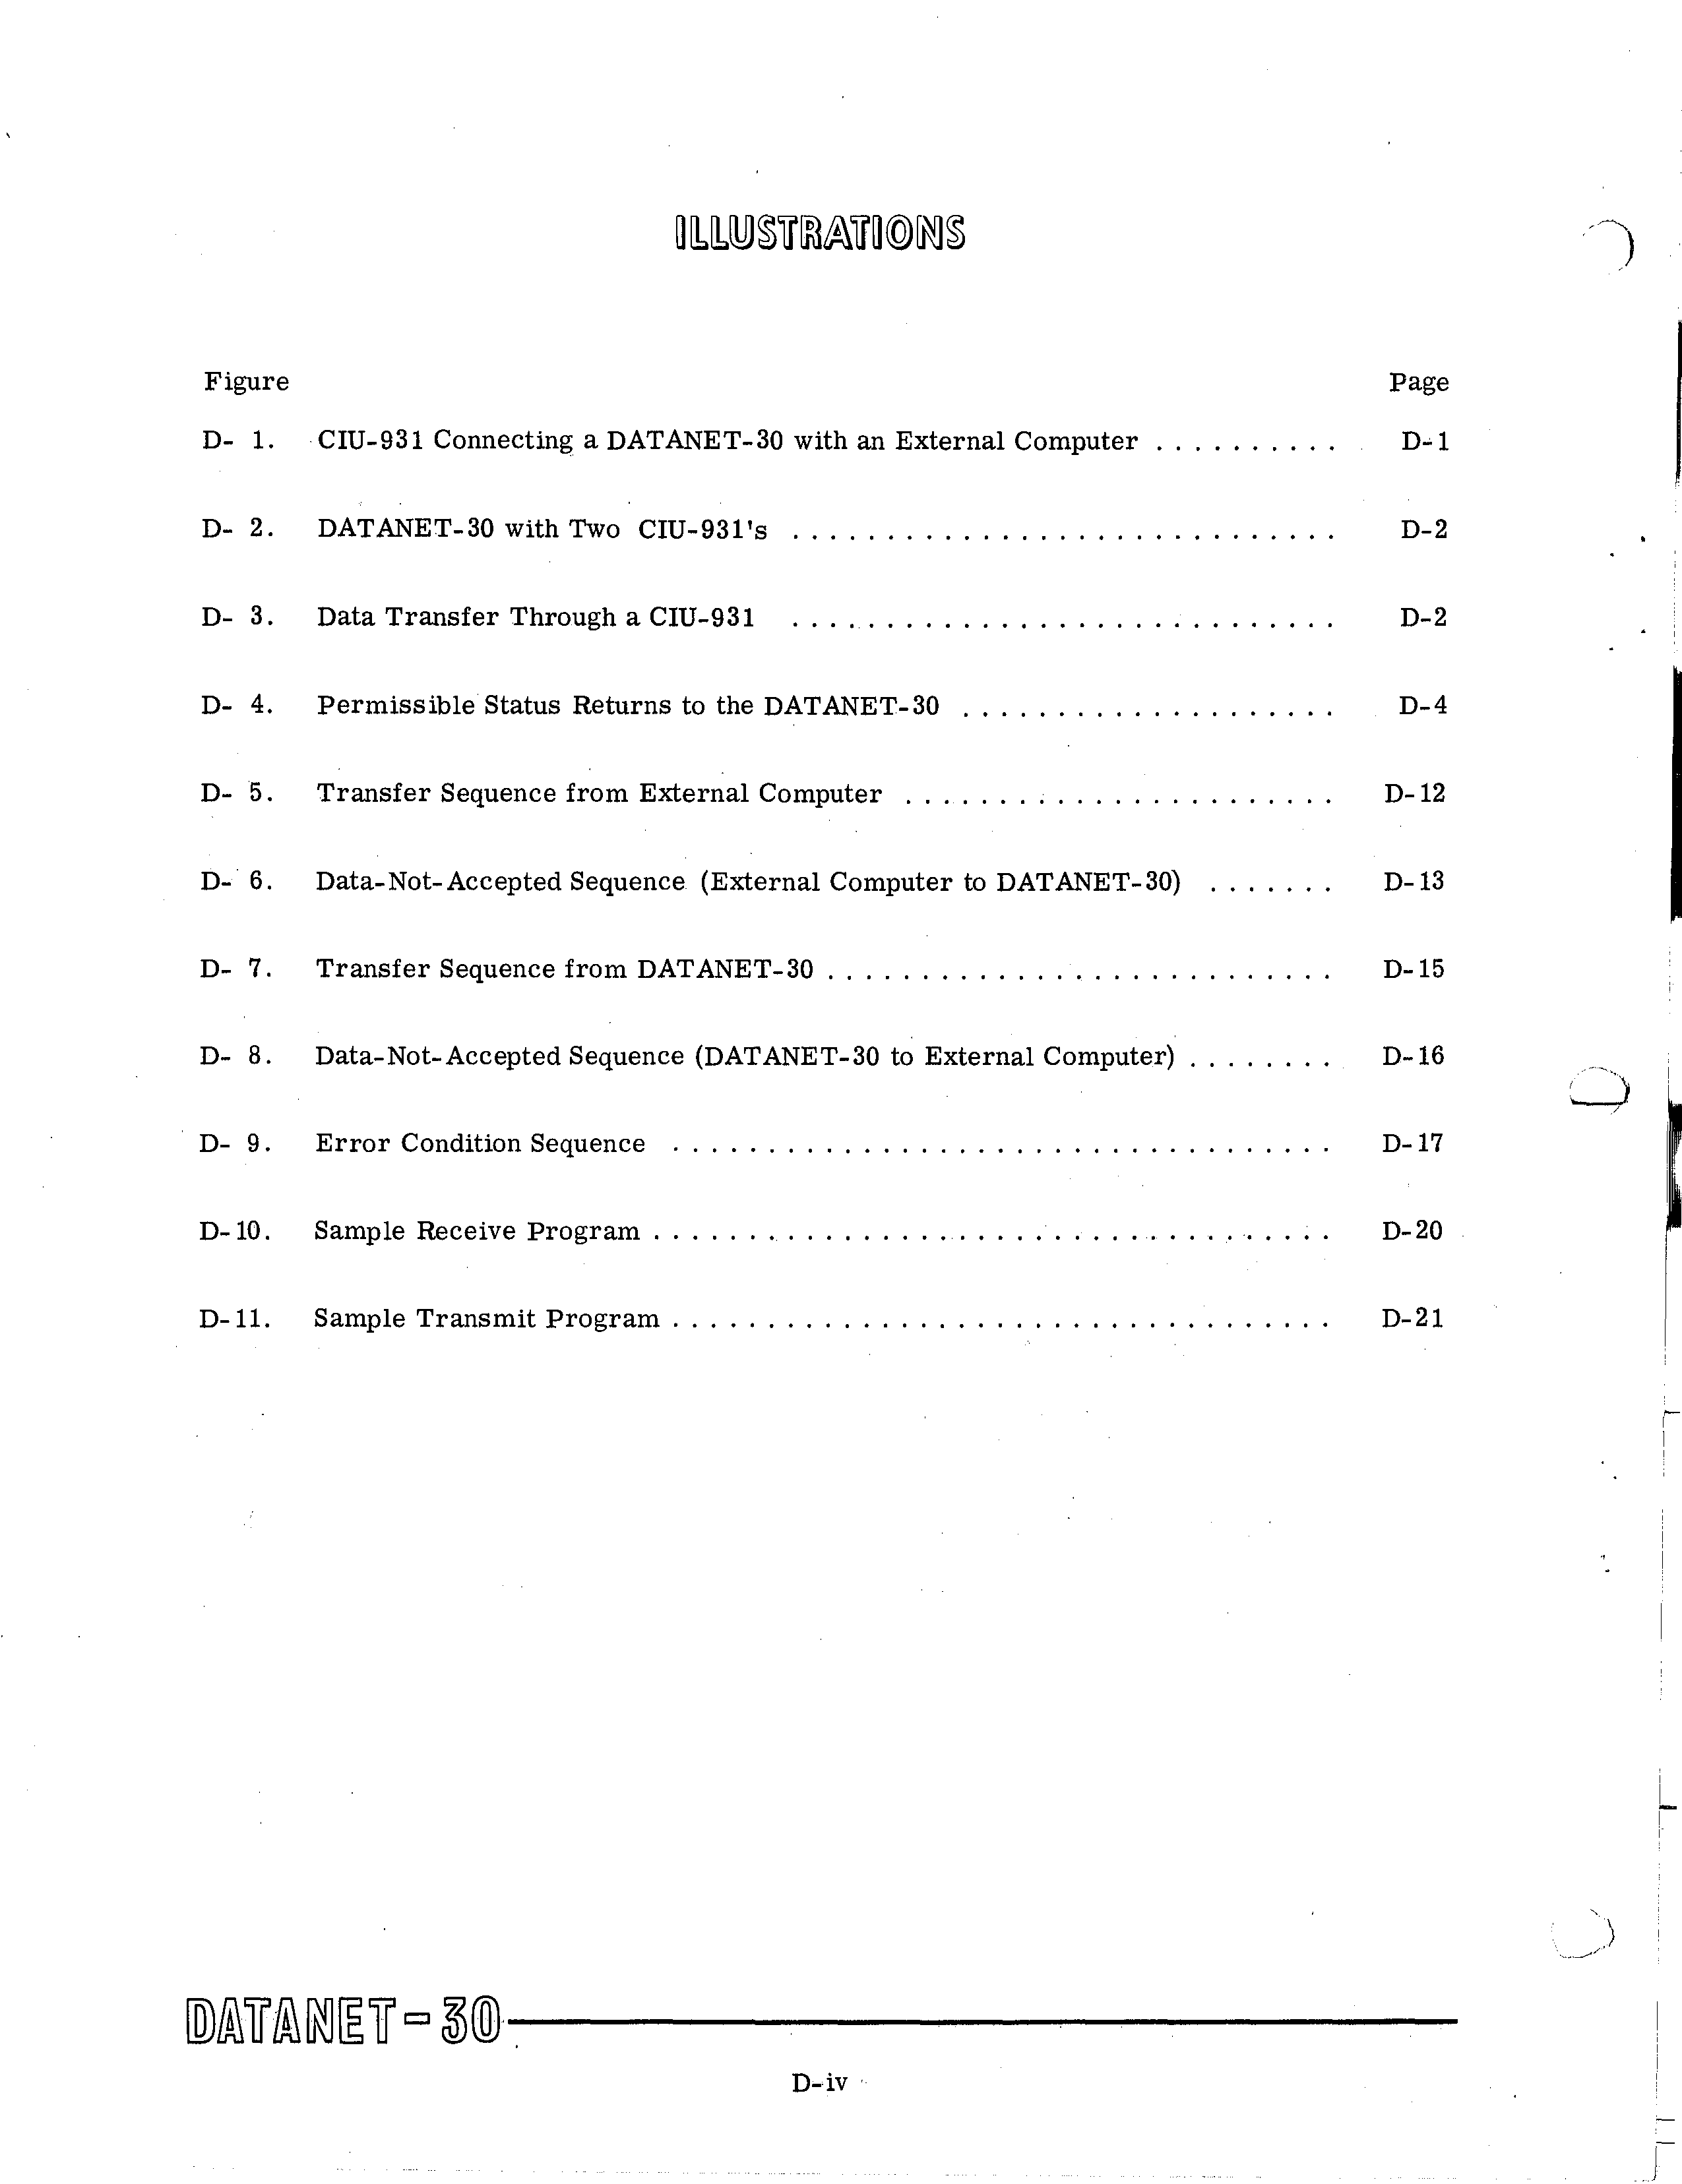 ILLUSTRATIONS
Figure Page
D- 1. CIU-931 Connecting a DATANET-30 with an External Computer . . . . . . . . . . D-1
D- 2. DATANET-30 with Two CIU-931's . . . . . . . . . . . . . . . . . . . . . . . . . . . . . D-2
D- 3. Data Transfer Through a CIU-931 . . . . . . . . . . . . . . . . . . . . . . . . . . . . . D-2
D- 4. Permissible Status Returns to the DATANET-30 . . . . . . . . . . . . . . . . . . . . D-4
D- 5. Transfer Sequence from External Computer . . . . . . . . . . . . . . . . . . . . . . . D-12
D- 6. Data-Not-Accepted Sequence (External Computer to DATANET-30) . . . . . . . D-13
D- 7. Transfer Sequence from DATANET-30 . . . . . . . . . . . . . . . . . . . . . . . . . . . D-15
D- 8. Data-Not-Accepted Sequence (DATANET-30 to External Computer) . . . . . . . . D-16
D- 9. Error Condition Sequence . . . . . . . . . . . . . . . . . . . . . . . . . . . . . . . . . . . D-17
D-10. Sample Receive Program . . . . . . . . . . . . . . . . . . . . . . . . . . . . . . . . . . . . D-20
D-11. Sample Transmit Program . . . . . . . . . . . . . . . . . . . . . . . . . . . . . . . . . . . D-21
DATANET-30
D-iv